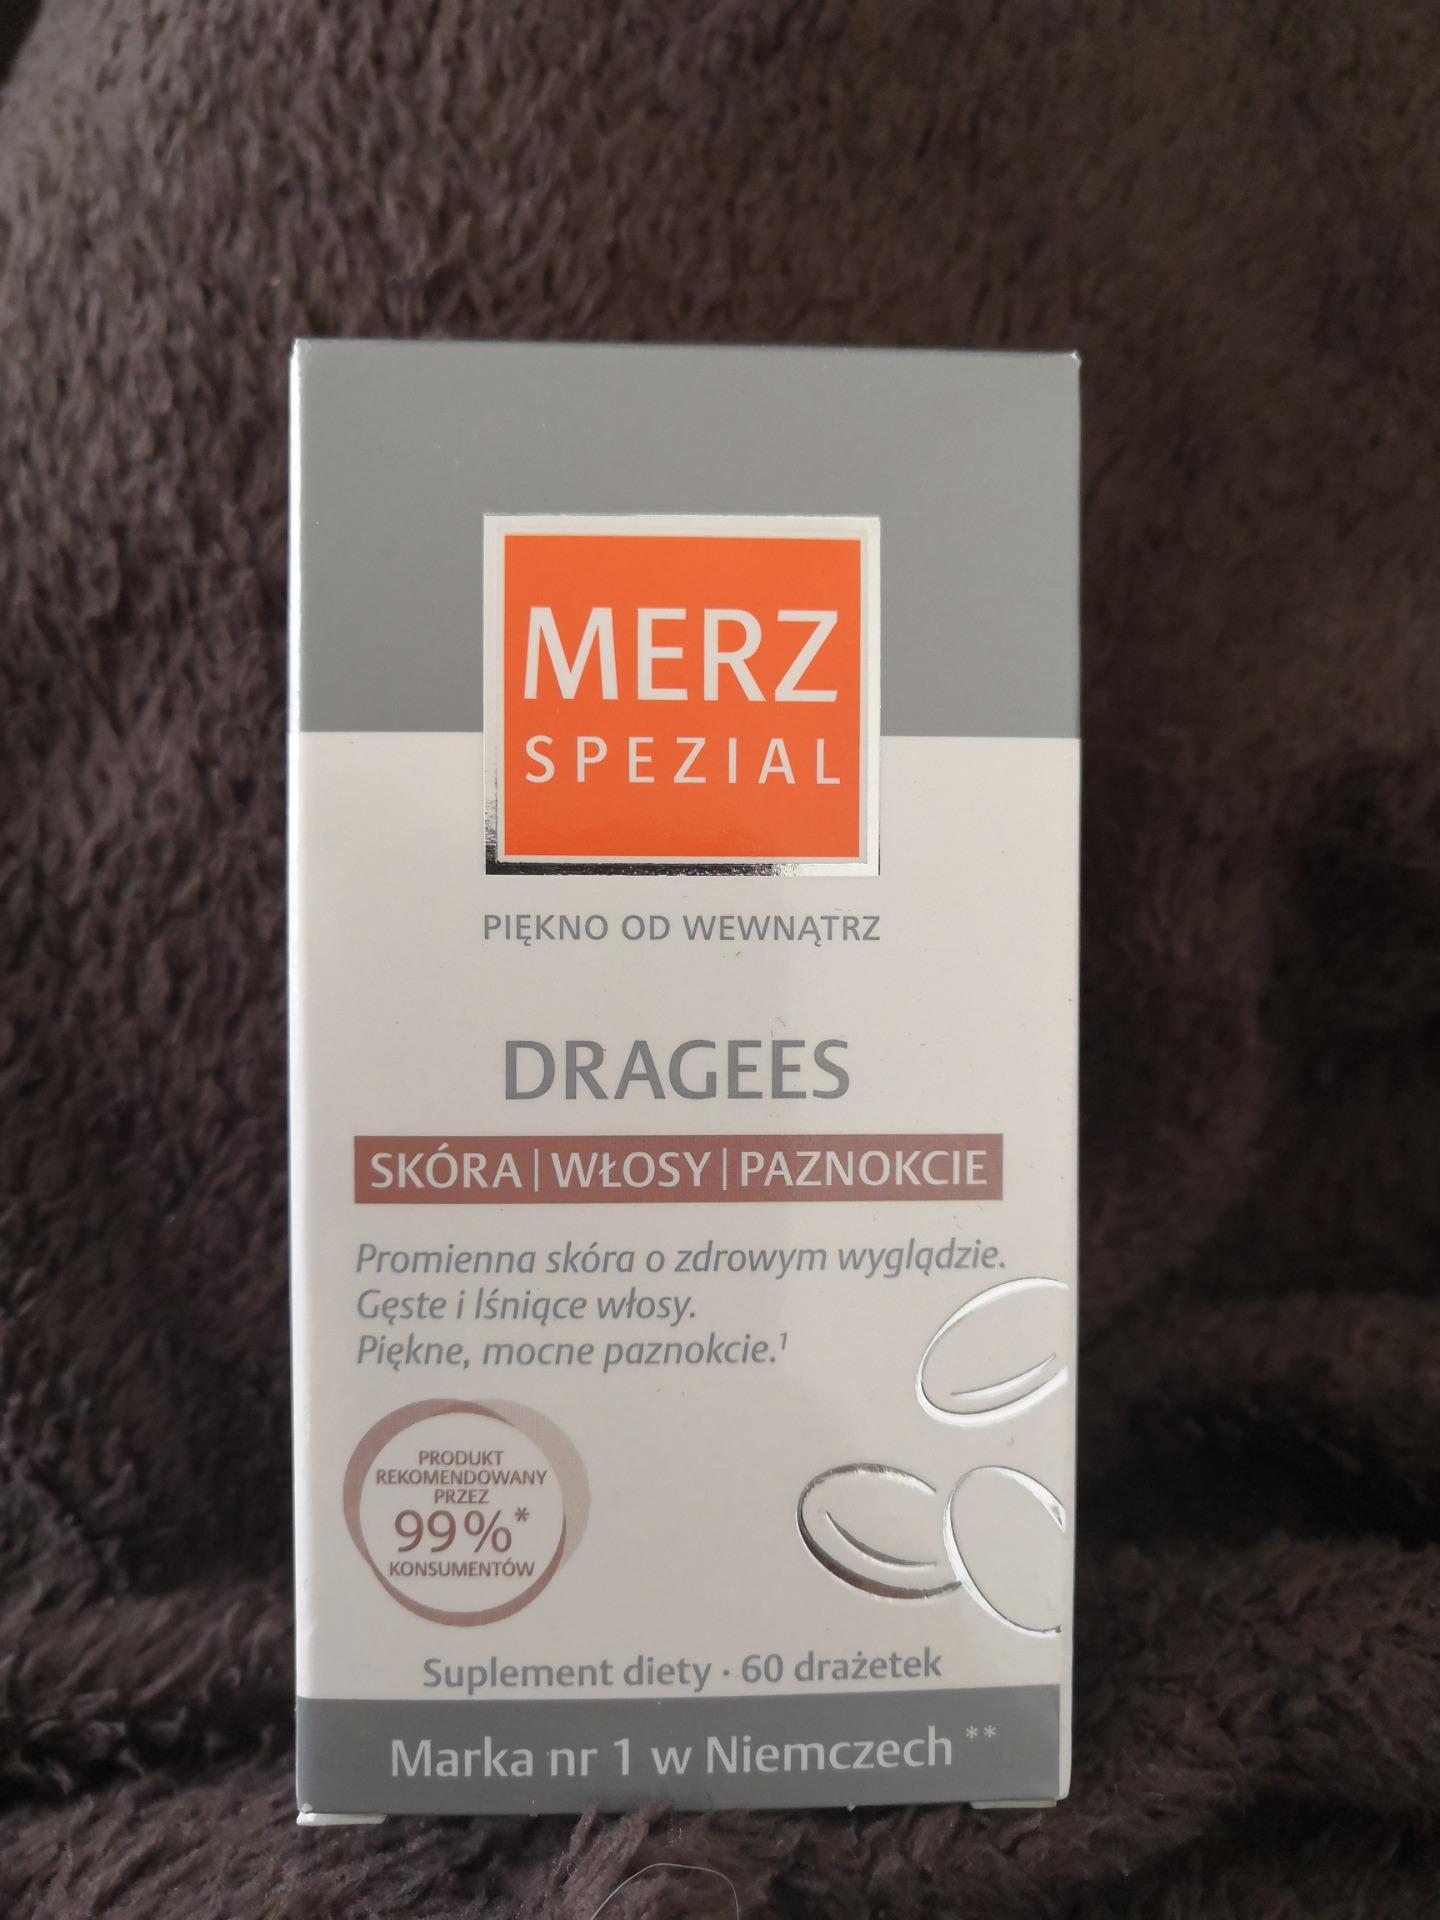 MERZ
SPEZIAL
PIĘKNO OD WEWNĄTRZ
DRAGEES
SKÓRA|WŁOSY|PAZNOKCIE
Promienna skóra o zdrowym wyglądzie.
Gęste i lśniące włosy.
Piękne, mocne paznokcie.¹
PRODUKT
REKOMENDOWANY
PRZEZ
99%*
KONSUMENTÓW
Suplement diety · 60 drażetek
Marka nr 1 w Niemczech**